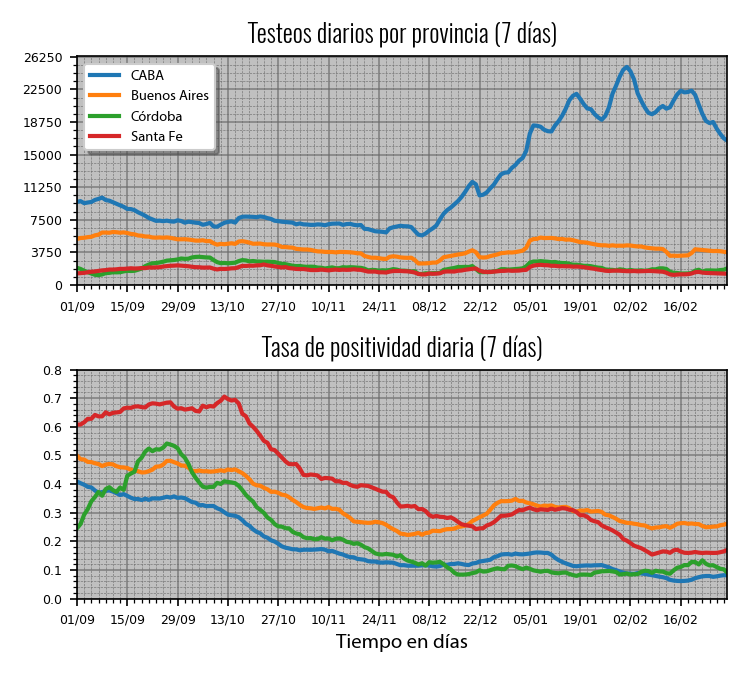 Testeos diarios por provincia (7 días)
26250
22500
18750
15000
11250
7500
3750
0
CABA
Buenos Aires
Córdoba
Santa Fe
01/09 15/09 29/09 13/10 27/10 10/11 24/11 08/12 22/12 05/01 19/01 02/02 16/02
Tasa de positividad diaria (7 días)
0.8
0.7
0.6
0.5
0.4
0.3
0.2
0.1
0.0
01/09 15/09 29/09 13/10 27/10 10/11 24/11 08/12 22/12 05/01 19/01 02/02 16/02
Tiempo en días